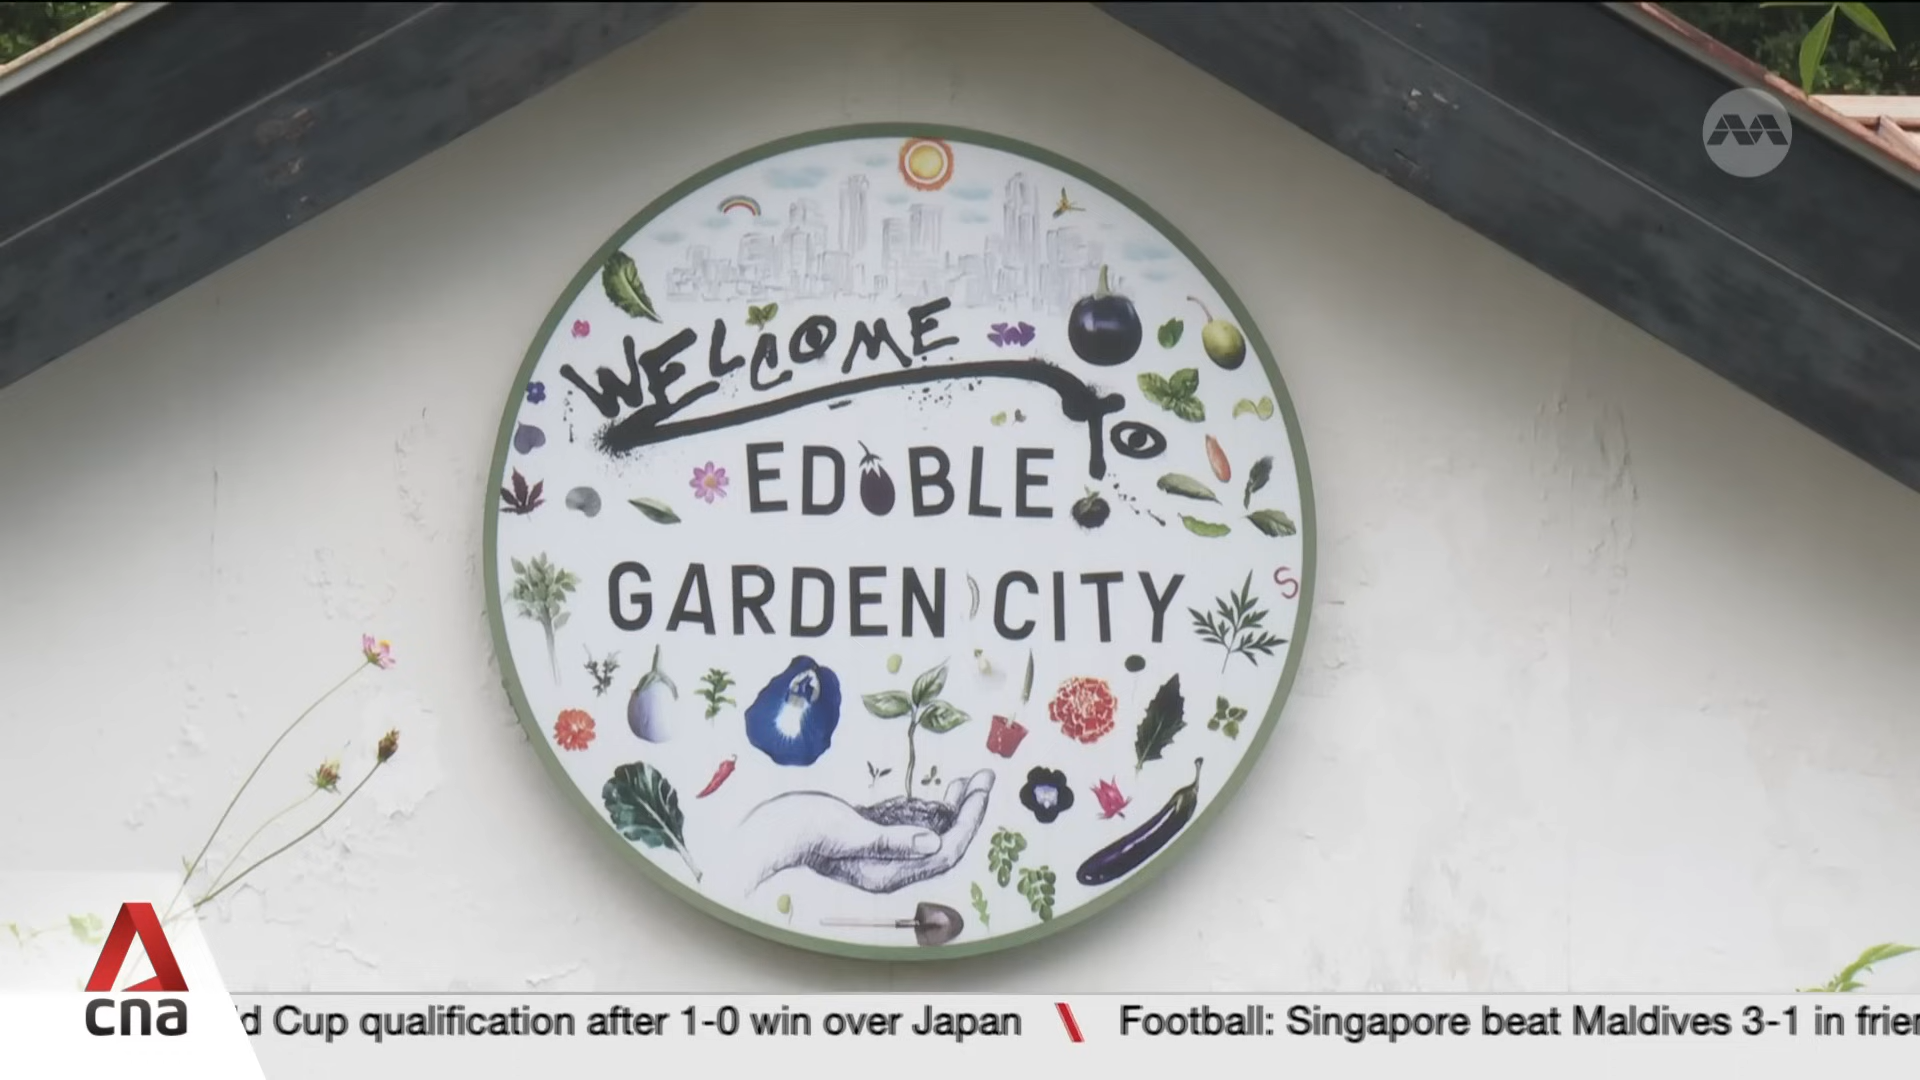 WELCOME
TO
EDIBLE
GARDEN CITY
cna
d Cup qualification after 1-0 win over Japan
Football: Singapore beat Maldives 3-1 in frien